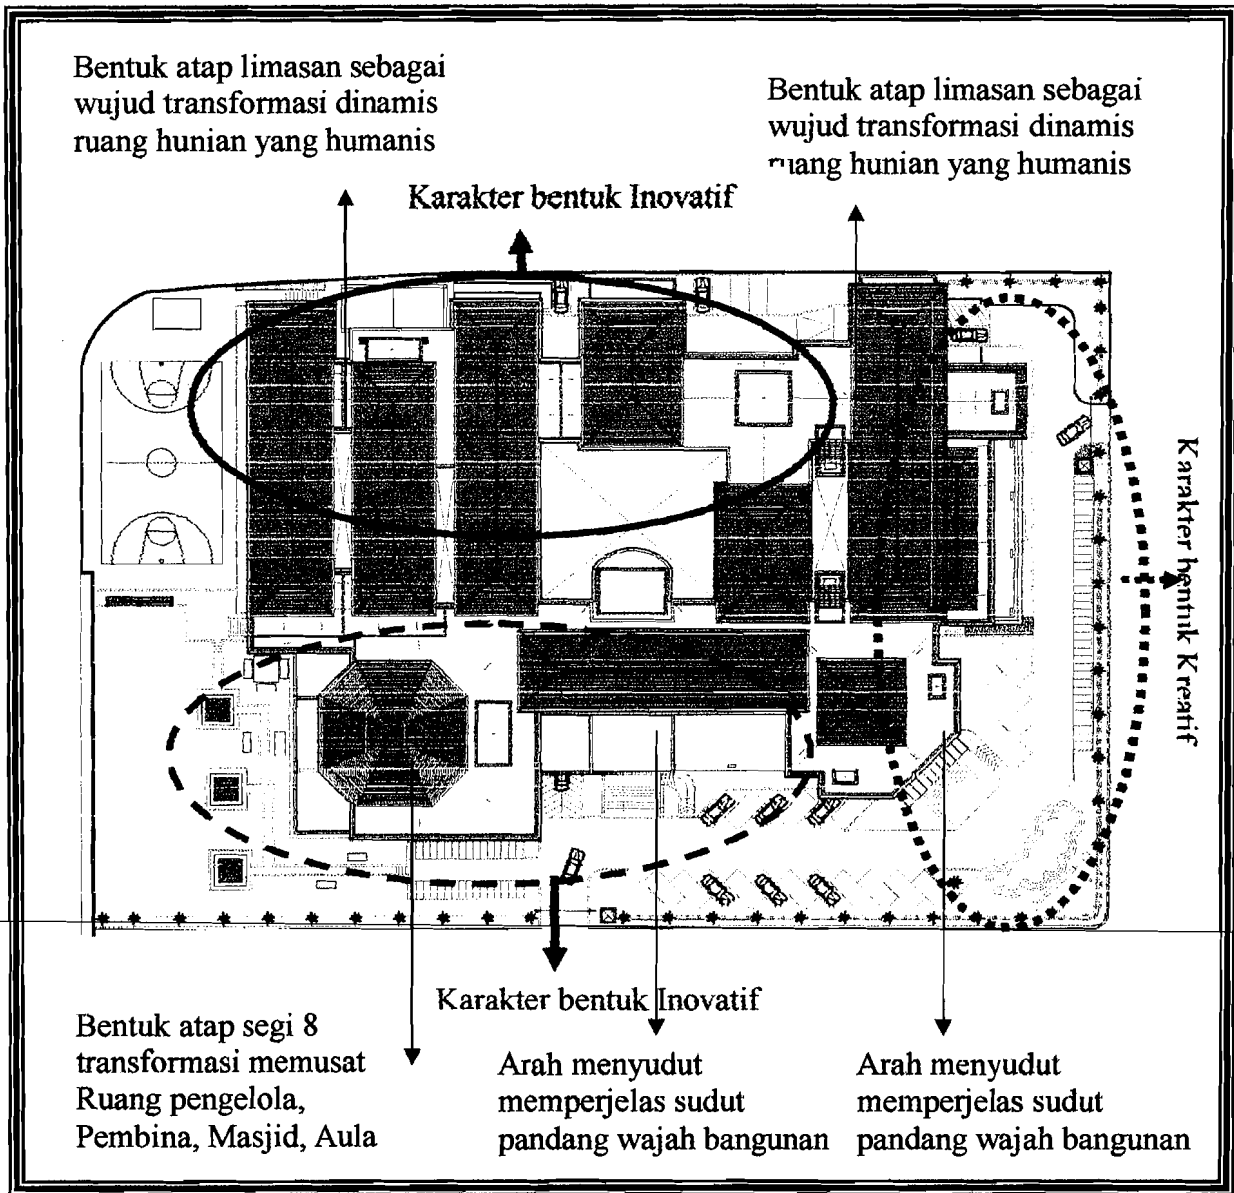 Bentuk atap limasan sebagai
wujud transformasi dinamis
ruang hunian yang humanis
Bentuk atap limasan sebagai
wujud transformasi dinamis
ruang hunian yang humanis
Karakter bentuk Inovatif
Karakter bentuk Kreatif
Karakter bentuk Inovatif
Bentuk atap segi 8
transformasi memusat
Ruang pengelola,
Pembina, Masjid, Aula
Arah menyudut
memperjelas sudut
pandang wajah bangunan
Arah menyudut
memperjelas sudut
pandang wajah bangunan